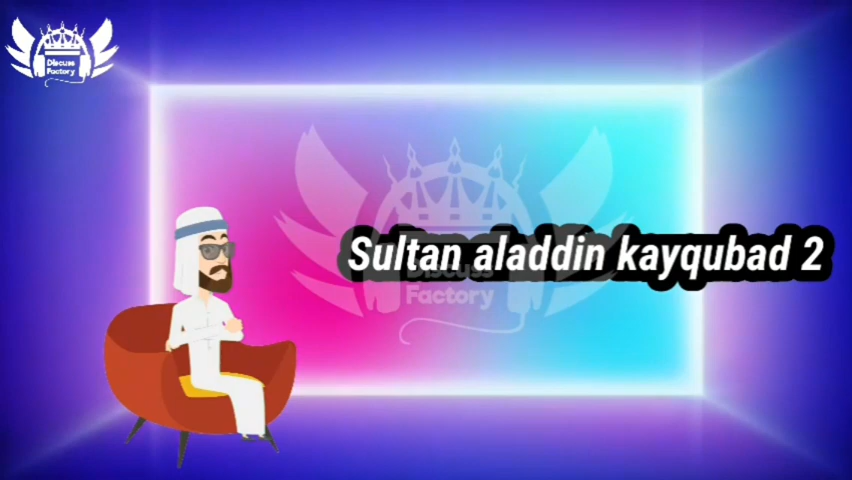 Discuss
Factory
Sultan aladdin kayqubad 2
Discuss
Factory